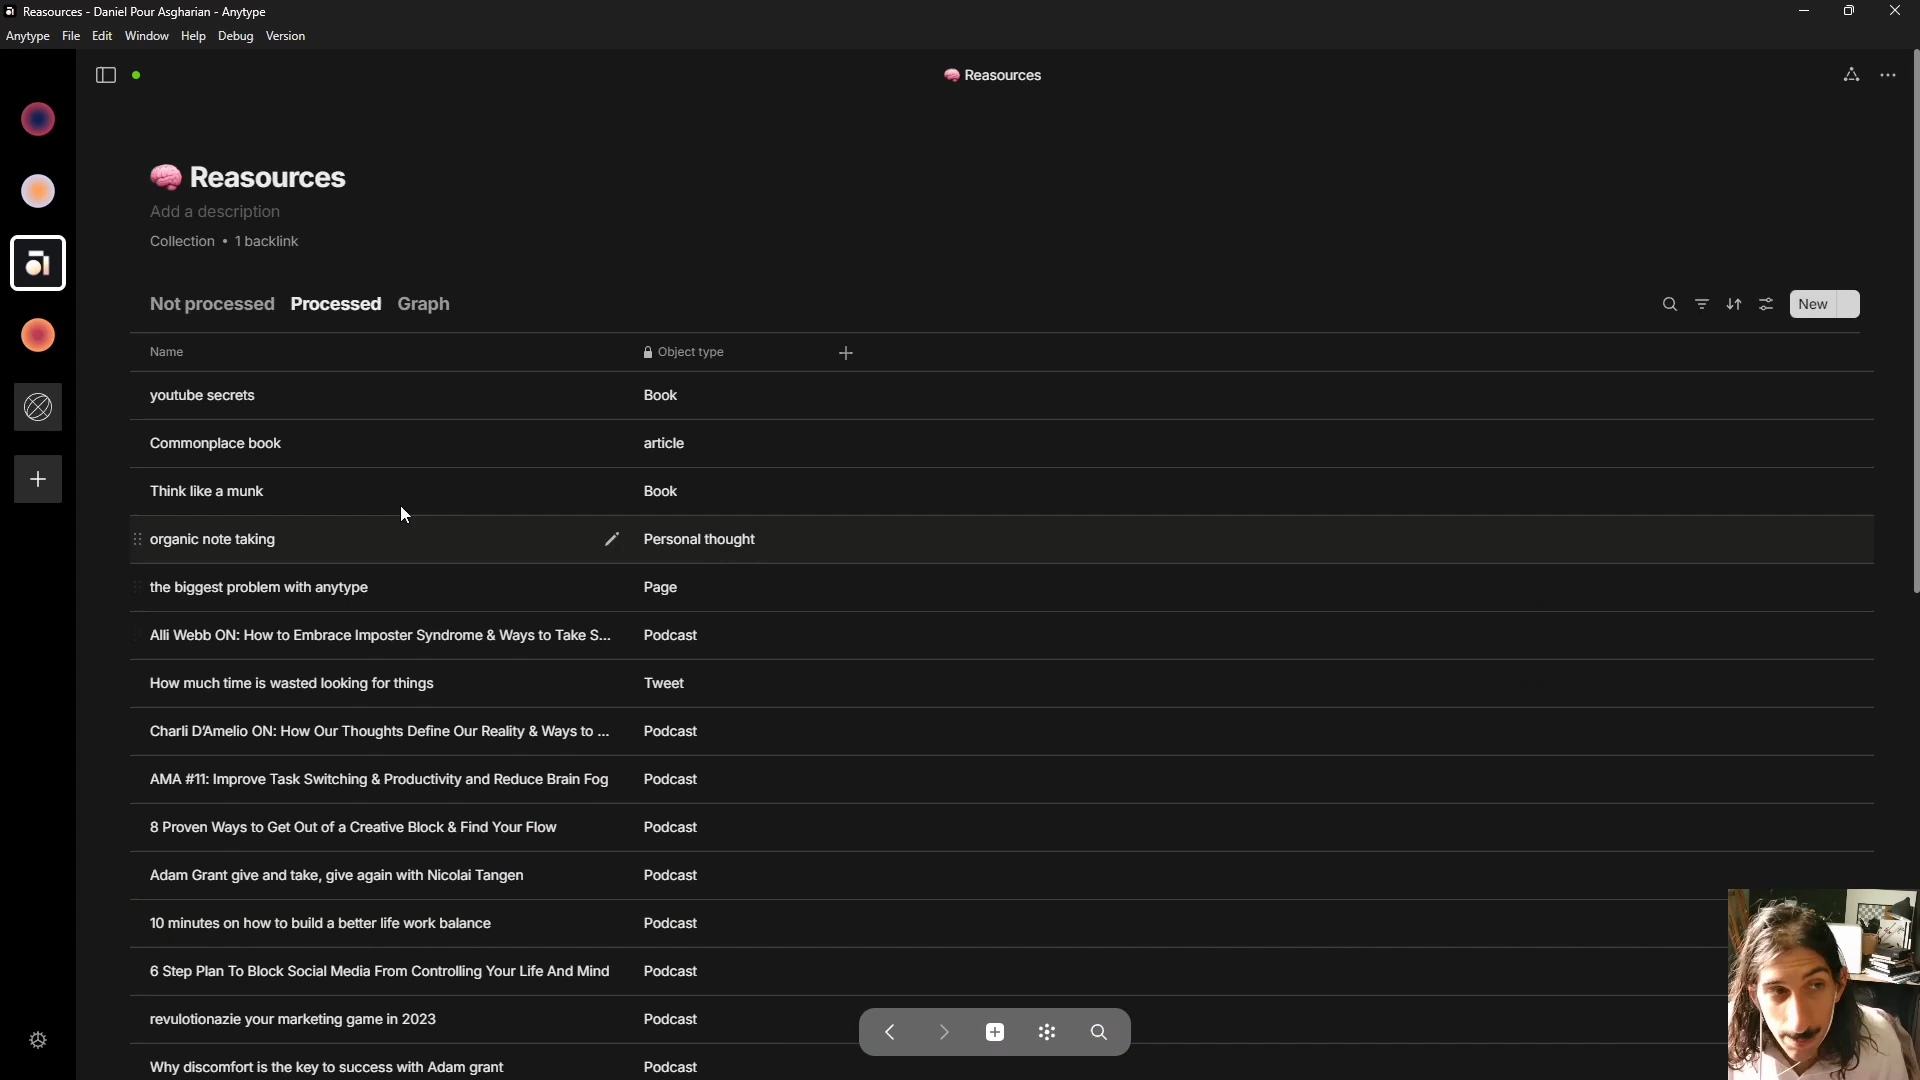 Reasources - Daniel Pour Asgharian - Anytype
Anytype File Edit Window Help Debug Version
🧠 Reasources
🧠 Reasources
Add a description
Collection • 1 backlink
Not processed Processed Graph
New
Name Object type
youtube secrets Book
Commonplace book article
Think like a munk Book
organic note taking Personal thought
the biggest problem with anytype Page
Alli Webb ON: How to Embrace Imposter Syndrome & Ways to Take S... Podcast
How much time is wasted looking for things Tweet
Charli D'Amelio ON: How Our Thoughts Define Our Reality & Ways to ... Podcast
AMA #11: Improve Task Switching & Productivity and Reduce Brain Fog Podcast
8 Proven Ways to Get Out of a Creative Block & Find Your Flow Podcast
Adam Grant give and take, give again with Nicolai Tangen Podcast
10 minutes on how to build a better life work balance Podcast
6 Step Plan To Block Social Media From Controlling Your Life And Mind Podcast
revulotionazie your marketing game in 2023 Podcast
Why discomfort is the key to success with Adam grant Podcast